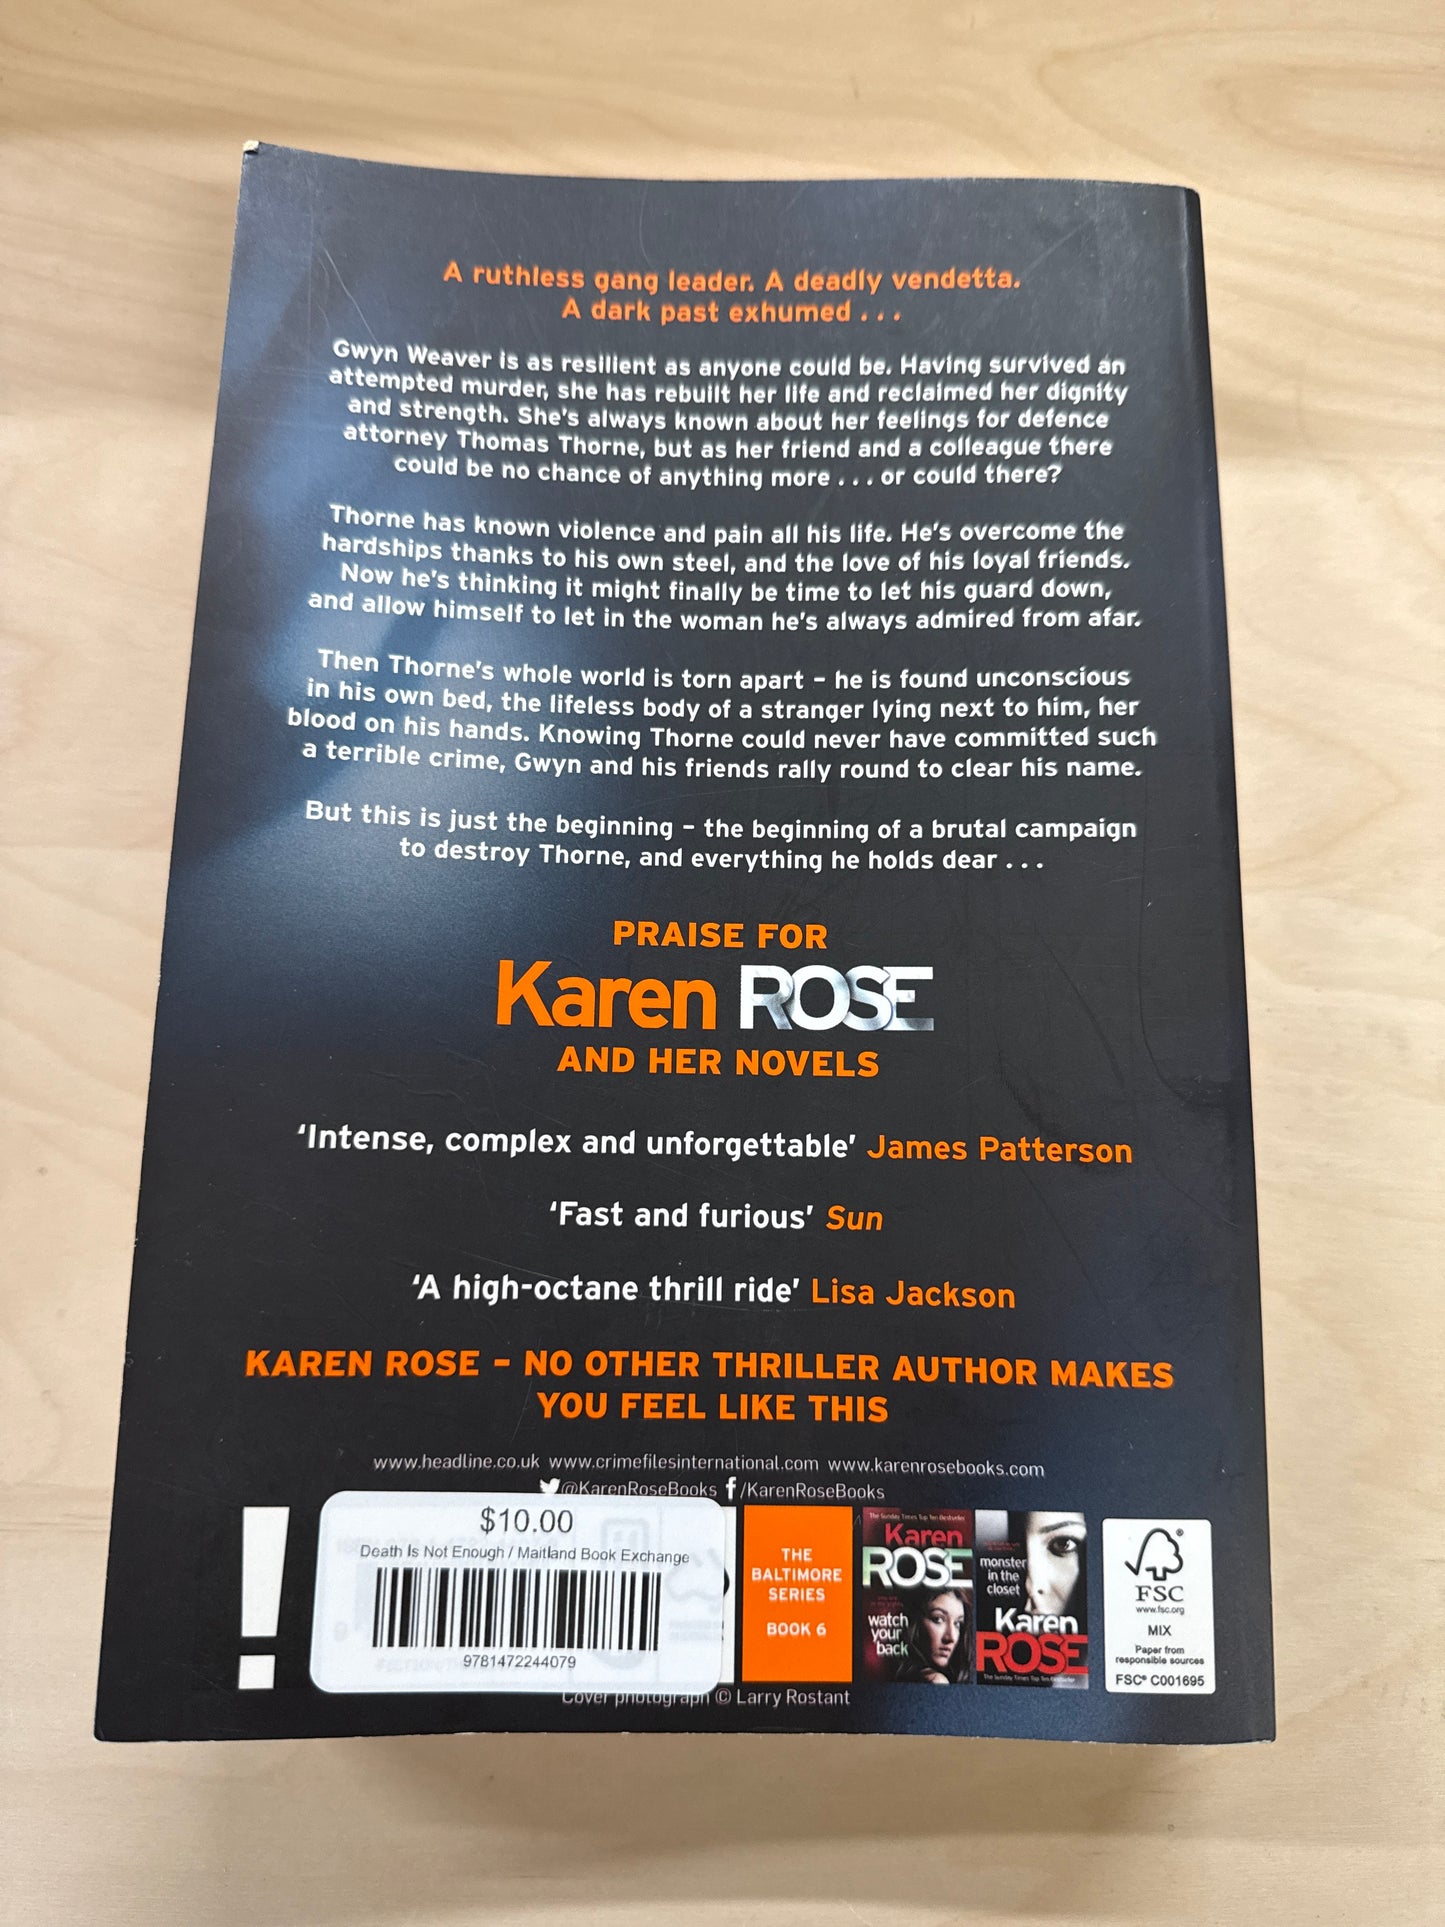 A ruthless gang leader. A deadly vendetta.
A dark past exhumed . . .
Gwyn Weaver is as resilient as anyone could be. Having survived an
attempted murder, she has rebuilt her life and reclaimed her dignity
and strength. She's always known about her feelings for defence
attorney Thomas Thorne, but as her friend and a colleague there
could be no chance of anything more . . . or could there?
Thorne has known violence and pain all his life. He's overcome the
hardships thanks to his own steel, and the love of his loyal friends.
Now he's thinking it might finally be time to let his guard down,
and allow himself to let in the woman he's always admired from afar.
Then Thorne's whole world is torn apart – he is found unconscious
in his own bed, the lifeless body of a stranger lying next to him, her
blood on his hands. Knowing Thorne could never have committed such
a terrible crime, Gwyn and his friends rally round to clear his name.
But this is just the beginning – the beginning of a brutal campaign
to destroy Thorne, and everything he holds dear . . .
PRAISE FOR
Karen ROSE
AND HER NOVELS
‘Intense, complex and unforgettable’ James Patterson
‘Fast and furious’ Sun
‘A high-octane thrill ride’ Lisa Jackson
KAREN ROSE – NO OTHER THRILLER AUTHOR MAKES
YOU FEEL LIKE THIS
www.headline.co.uk www.crimefilesinternational.com www.karenrosebooks.com
@KarenRoseBooks f/KarenRoseBooks
!
$10.00
Death Is Not Enough / Maitland Book Exchange
9781472244079
THE
BALTIMORE
SERIES
BOOK 6
The Sunday Times Top Ten Bestseller
Karen
ROSE
watch
your
back
monster
in the
closet
Karen
ROSE
The Sunday Times Top Ten Bestseller
®
FSC
www.fsc.org
MIX
Paper from
responsible sources
FSC® C001695
Cover photograph © Larry Rostant